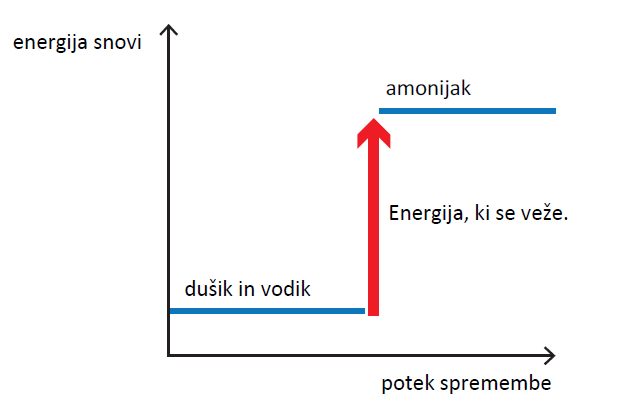 energija snovi
amonijak
Energija, ki se veže.
dušik in vodik
potek spremembe